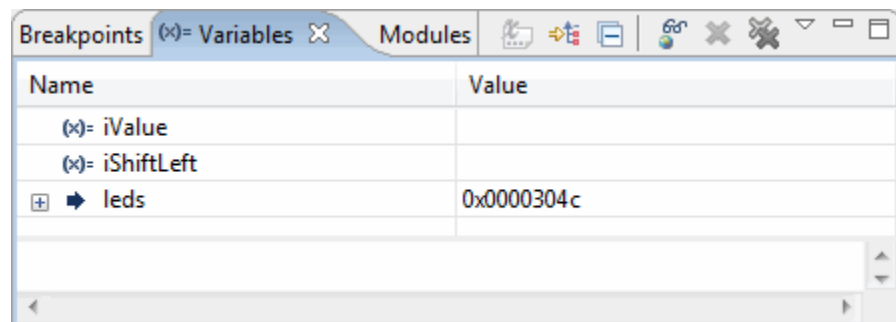 Breakpoints (x)= Variables Modules
Name Value
(x)= iValue
(x)= iShiftLeft
leds 0x0000304c